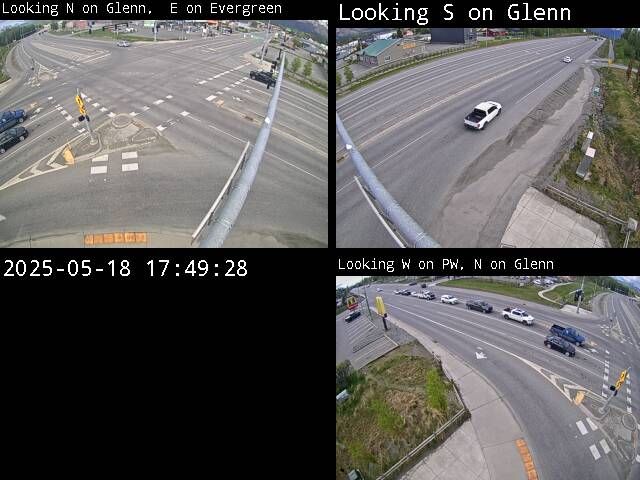 Looking N on Glenn,  E on Evergreen
Looking S on Glenn
2025-05-18 17:49:28
Looking W on PW, N on Glenn